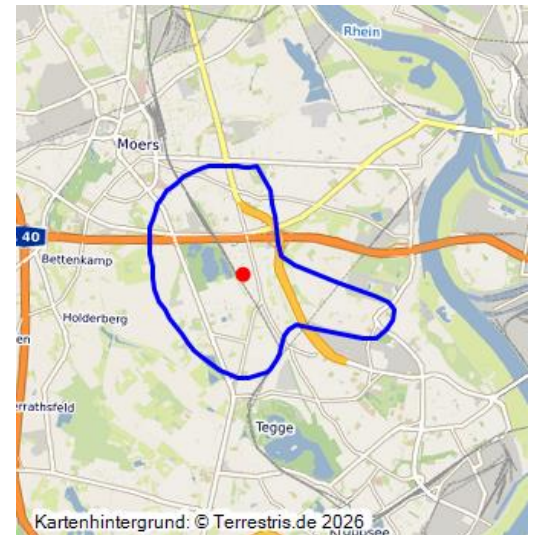 Rhein
Moers
40
Bettenkamp
Holderberg
en
errathsfeld
Tegge
Kartenhintergrund: © Terrestris.de 2026